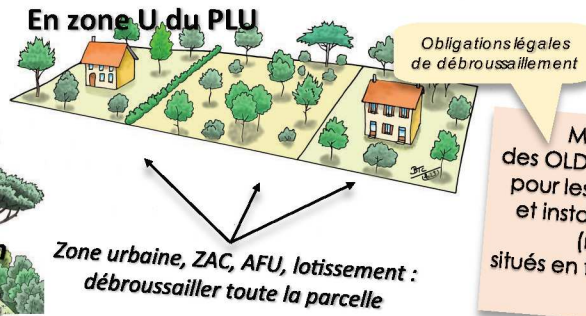 En zone U du PLU
Obligations légales
de débroussaillement
M
des OLD
pour les
et insta
situés en
Zone urbaine, ZAC, AFU, lotissement :
débroussailler toute la parcelle